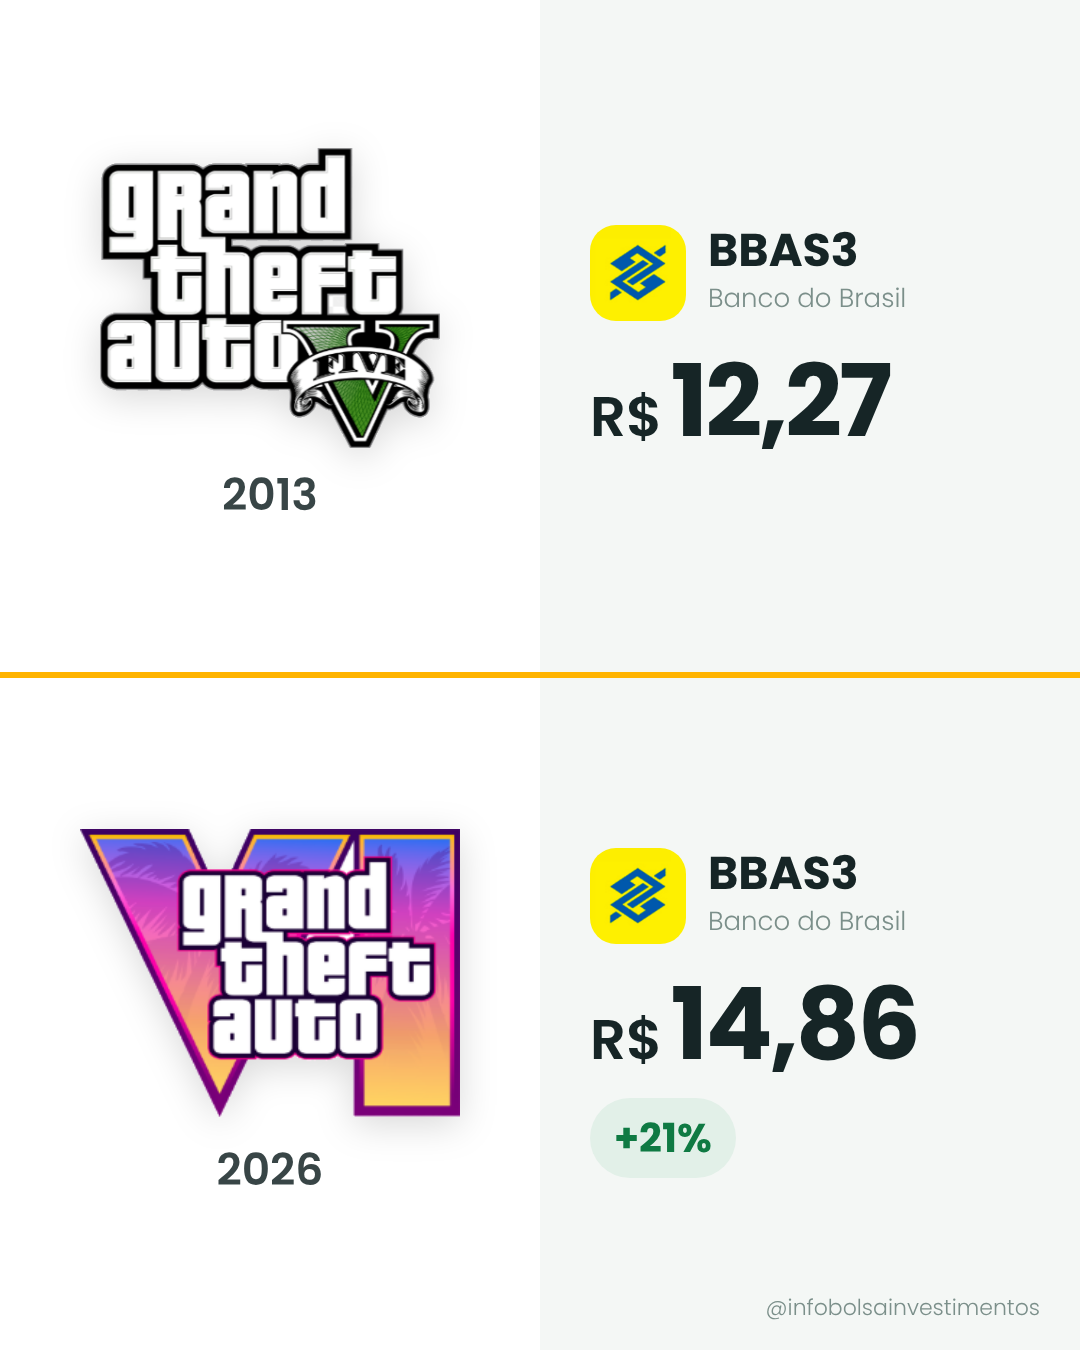 grand
theft
auto V
FIVE
2013
BBAS3
Banco do Brasil
R$ 12,27
VI
grand
theft
auto
2026
BBAS3
Banco do Brasil
R$ 14,86
+21%
@infobolsainvestimentos